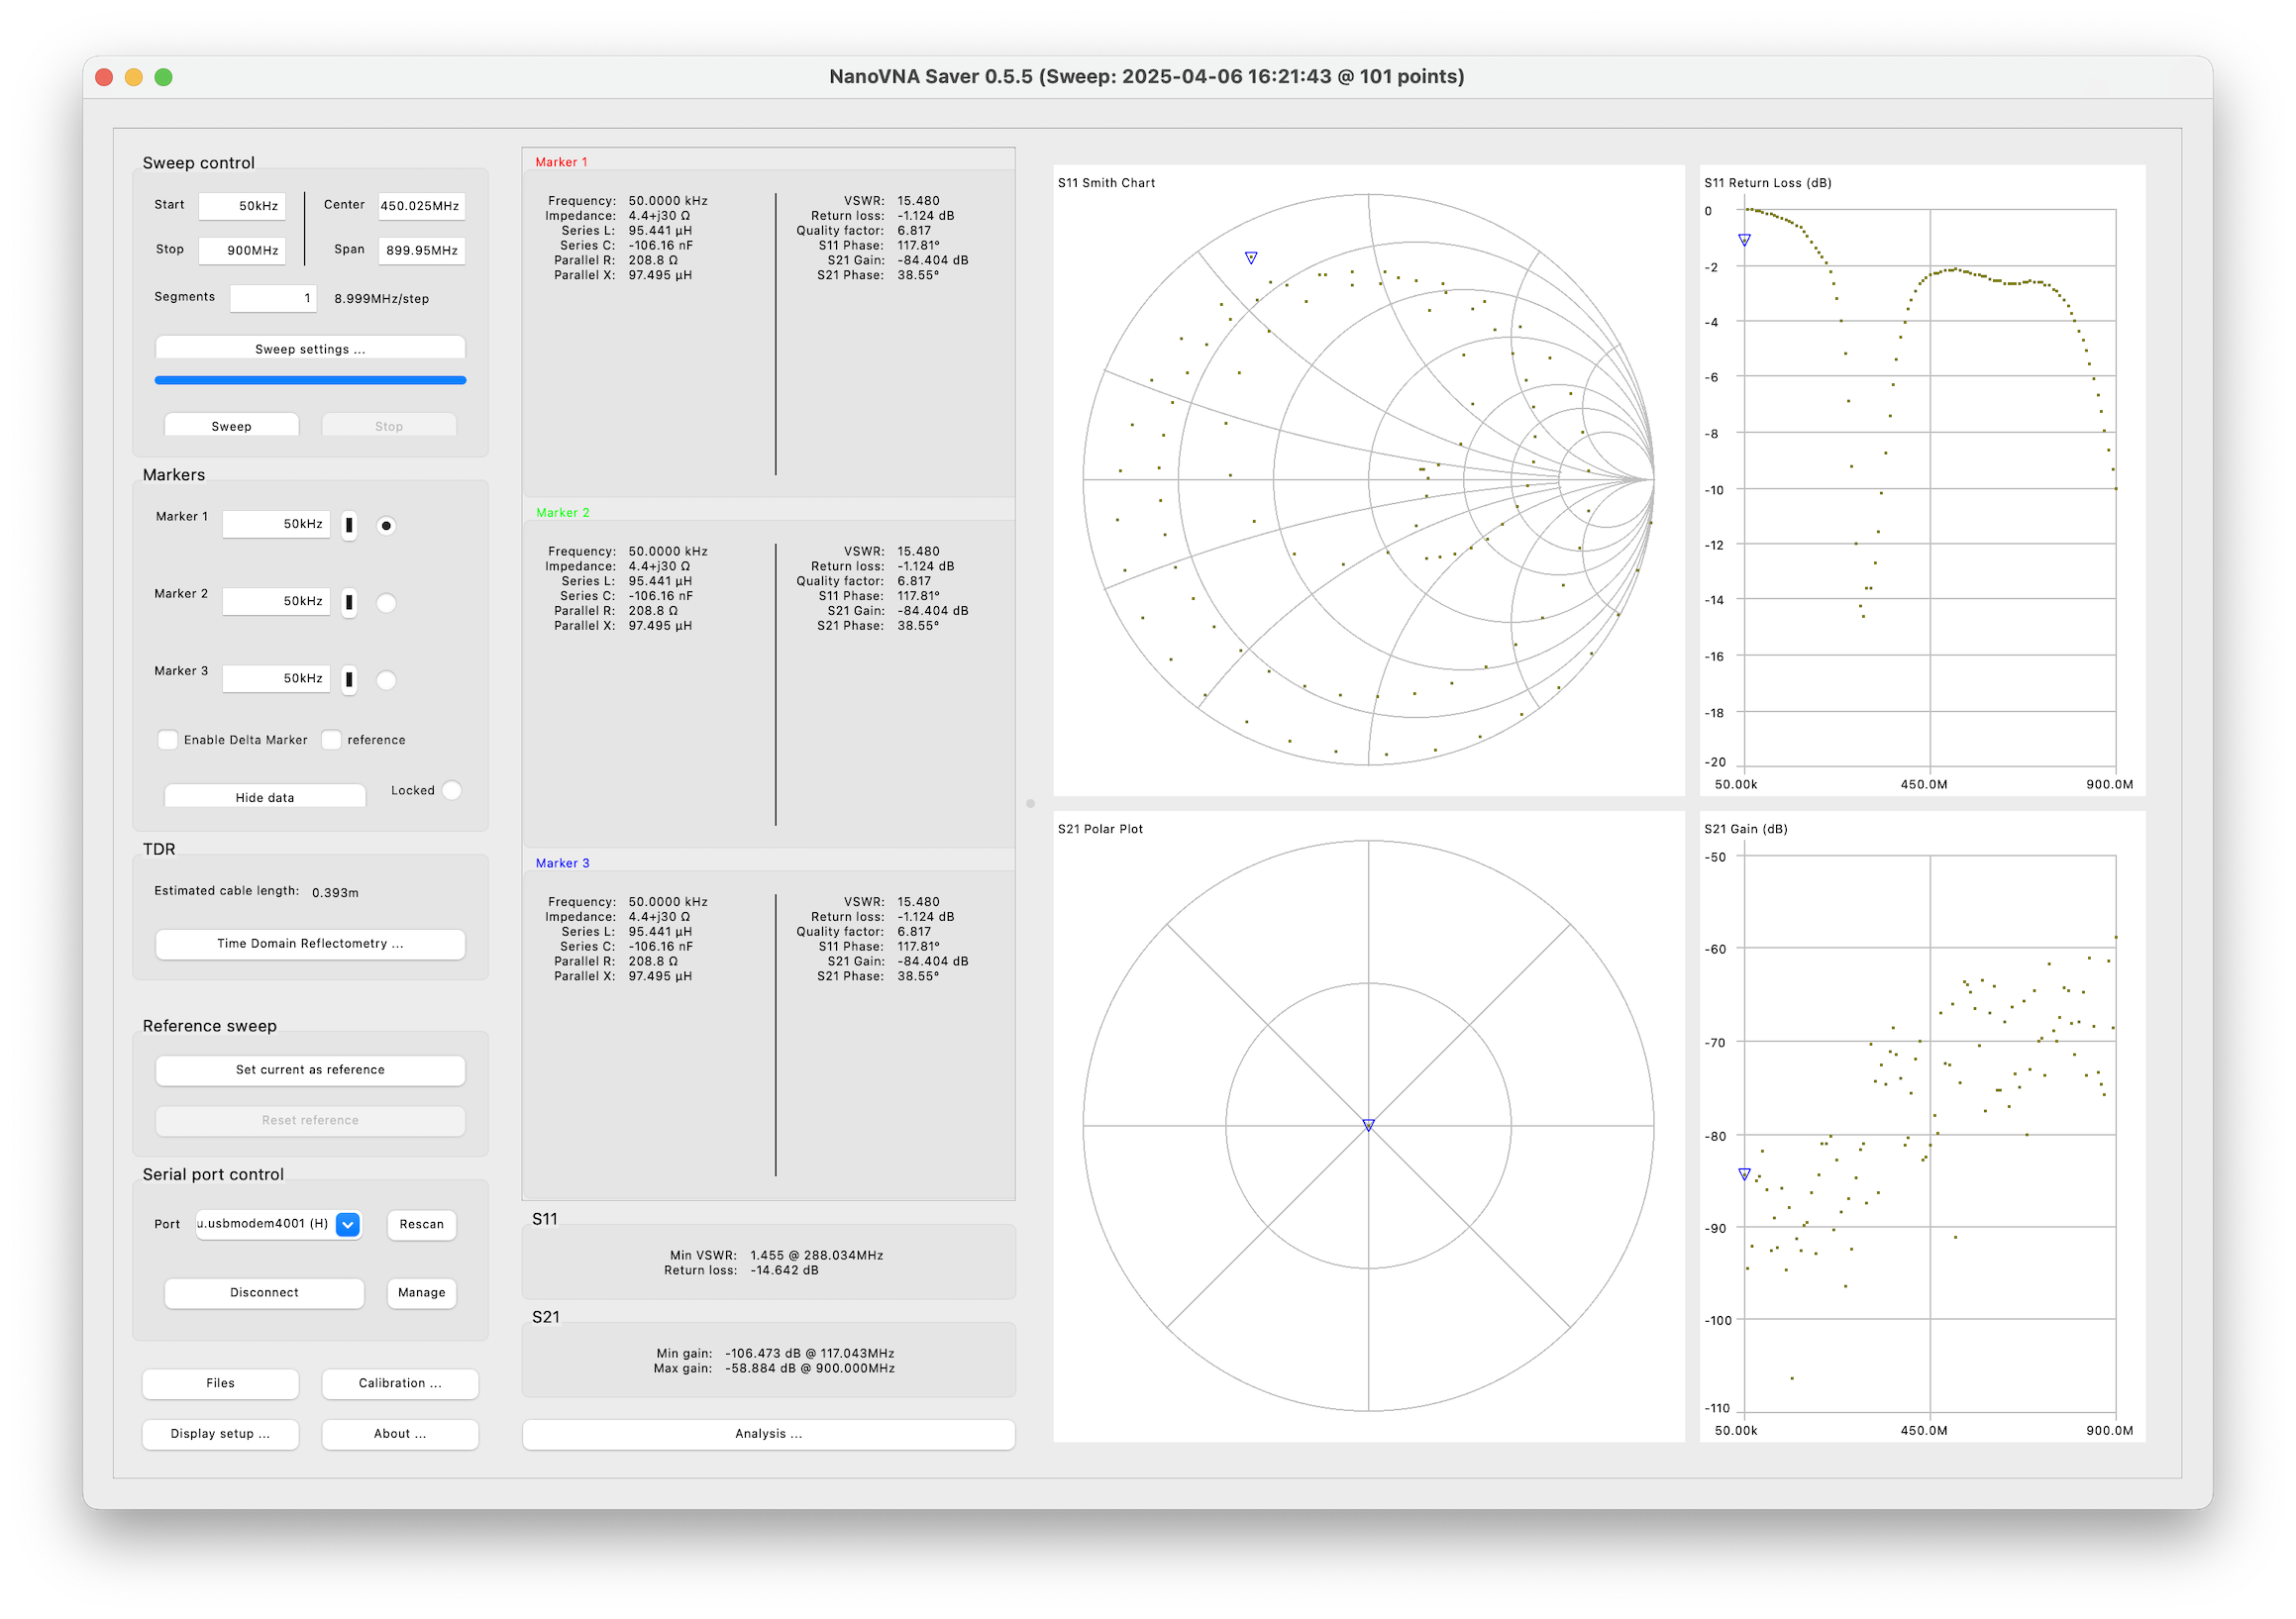 NanoVNA Saver 0.5.5 (Sweep: 2025-04-06 16:21:43 @ 101 points)
Sweep control
Start 50kHz Center 450.025MHz
Stop 900MHz Span 899.95MHz
Segments 1 8.999MHz/step
Sweep settings ...
Sweep Stop
Markers
Marker 1 50kHz
Marker 2 50kHz
Marker 3 50kHz
Enable Delta Marker reference
Hide data Locked
TDR
Estimated cable length: 0.393m
Time Domain Reflectometry ...
Reference sweep
Set current as reference
Reset reference
Serial port control
Port u.usbmodem4001 (H) Rescan
Disconnect Manage
Files Calibration ...
Display setup ... About ...
Marker 1
Frequency: 50.0000 kHz VSWR: 15.480
Impedance: 4.4+j30 Ω Return loss: -1.124 dB
Series L: 95.441 µH Quality factor: 6.817
Series C: -106.16 nF S11 Phase: 117.81°
Parallel R: 208.8 Ω S21 Gain: -84.404 dB
Parallel X: 97.495 µH S21 Phase: 38.55°
Marker 2
Frequency: 50.0000 kHz VSWR: 15.480
Impedance: 4.4+j30 Ω Return loss: -1.124 dB
Series L: 95.441 µH Quality factor: 6.817
Series C: -106.16 nF S11 Phase: 117.81°
Parallel R: 208.8 Ω S21 Gain: -84.404 dB
Parallel X: 97.495 µH S21 Phase: 38.55°
Marker 3
Frequency: 50.0000 kHz VSWR: 15.480
Impedance: 4.4+j30 Ω Return loss: -1.124 dB
Series L: 95.441 µH Quality factor: 6.817
Series C: -106.16 nF S11 Phase: 117.81°
Parallel R: 208.8 Ω S21 Gain: -84.404 dB
Parallel X: 97.495 µH S21 Phase: 38.55°
S11
Min VSWR: 1.455 @ 288.034MHz
Return loss: -14.642 dB
S21
Min gain: -106.473 dB @ 117.043MHz
Max gain: -58.884 dB @ 900.000MHz
Analysis ...
S11 Smith Chart
S11 Return Loss (dB)
0
-2
-4
-6
-8
-10
-12
-14
-16
-18
-20
50.00k 450.0M 900.0M
S21 Polar Plot
S21 Gain (dB)
-50
-60
-70
-80
-90
-100
-110
50.00k 450.0M 900.0M